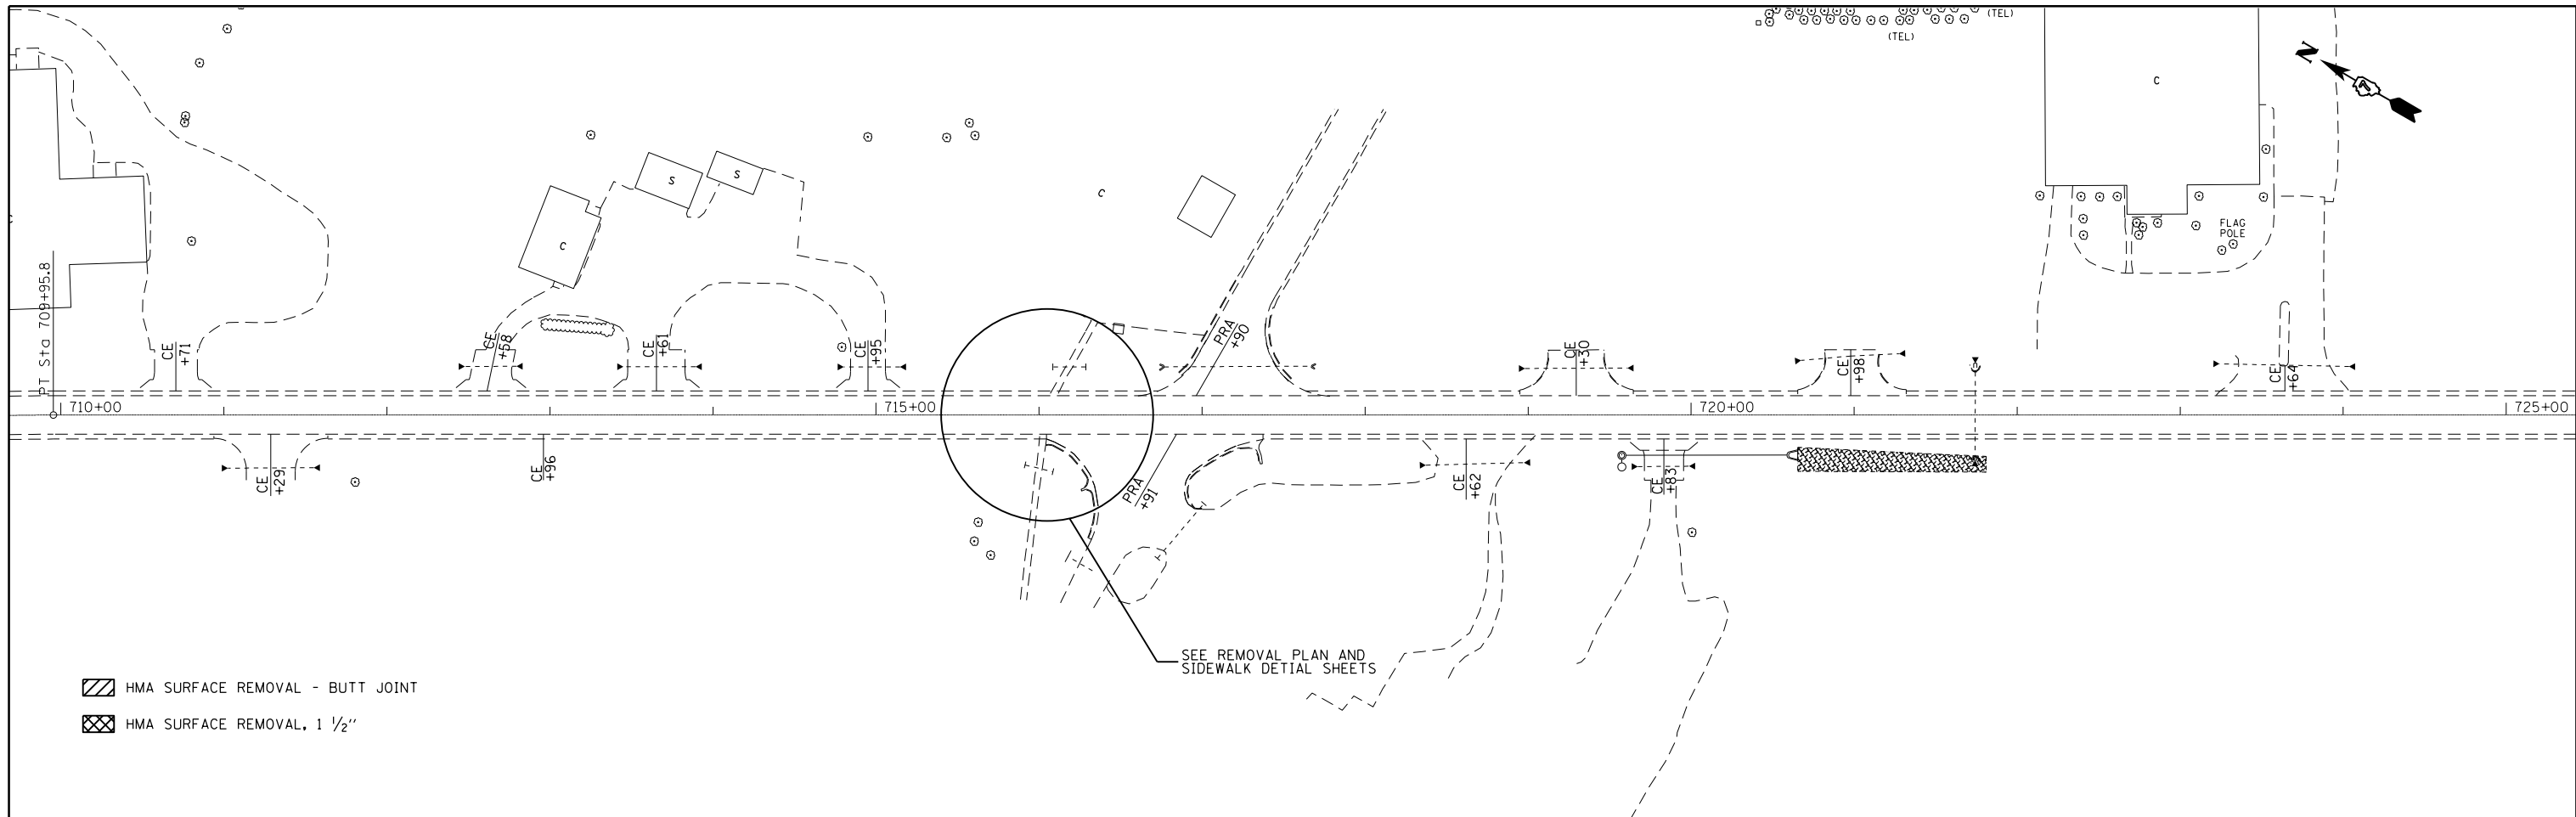 (TEL)
(TEL)
N
C
S
S
C
C
C
FLAG
POLE
PT Sta 709+95.8
CE
+71
CE
+58
CE
+61
CE
+95
PRA
+90
CE
+30
CE
+98
CE
+64
710+00
715+00
720+00
725+00
CE
+29
CE
+96
PRA
+91
CE
+62
CE
+83
SEE REMOVAL PLAN AND
SIDEWALK DETIAL SHEETS
HMA SURFACE REMOVAL - BUTT JOINT
HMA SURFACE REMOVAL, 1 1/2"